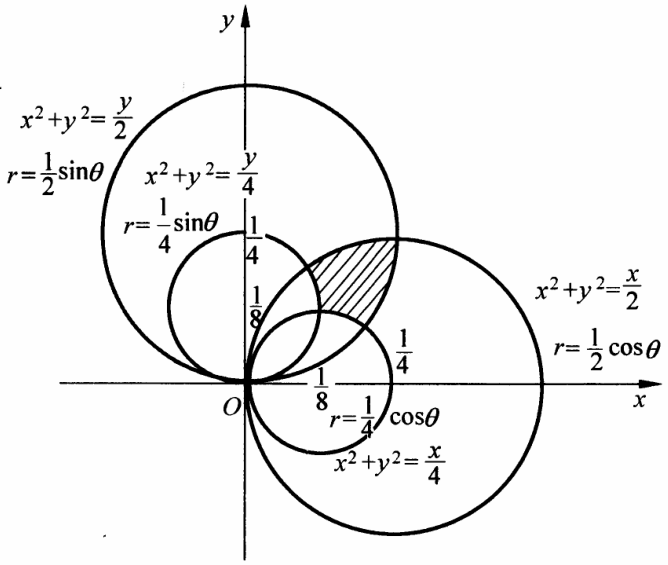 y
x²+y²=y/2
r=1/2 sinθ
x²+y²=y/4
r=1/4 sinθ
1/4
1/8
x²+y²=x/2
r=1/2 cosθ
1/4
O
1/8
x
r=1/4 cosθ
x²+y²=x/4